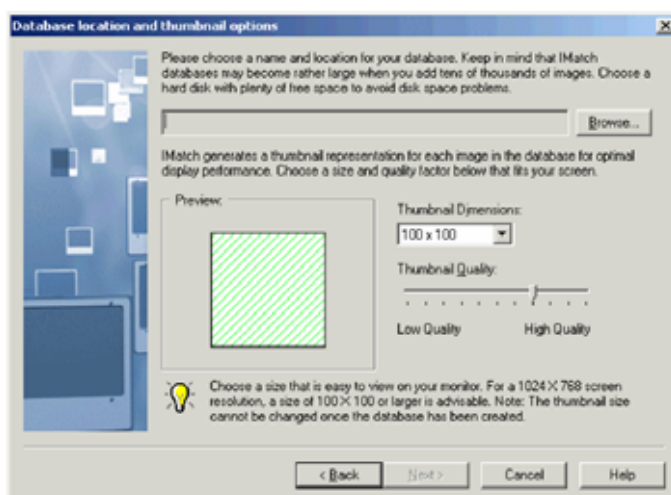 Database location and thumbnail options
Please choose a name and location for your database. Keep in mind that IMatch
databases may become rather large when you add tens of thousands of images. Choose a
hard disk with plenty of free space to avoid disk space problems.
Browse...
IMatch generates a thumbnail representation for each image in the database for optimal
display performance. Choose a size and quality factor below that fits your screen.
Preview:
Thumbnail Dimensions:
100 x 100
Thumbnail Quality:
Low Quality High Quality
Choose a size that is easy to view on your monitor. For a 1024 X 768 screen
resolution, a size of 100 X 100 or larger is advisable. Note: The thumbnail size
cannot be changed once the database has been created.
< Back Next > Cancel Help